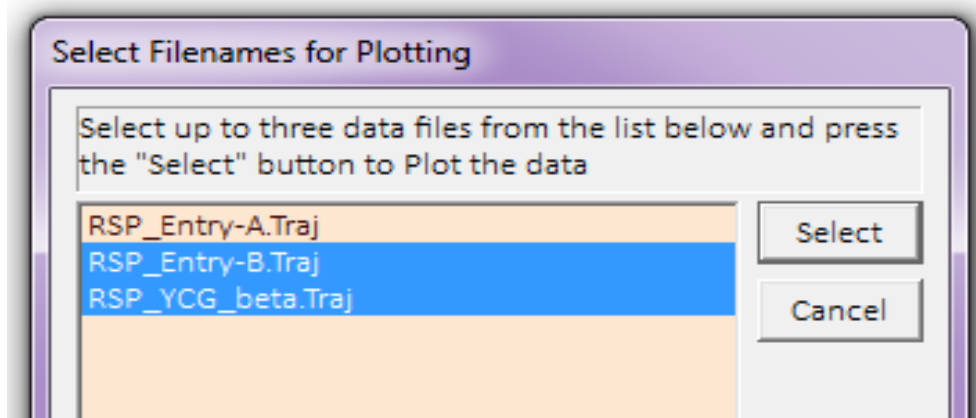 Select Filenames for Plotting
Select up to three data files from the list below and press
the "Select" button to Plot the data
RSP_Entry-A.Traj
Select
RSP_Entry-B.Traj
RSP_YCG_beta.Traj
Cancel